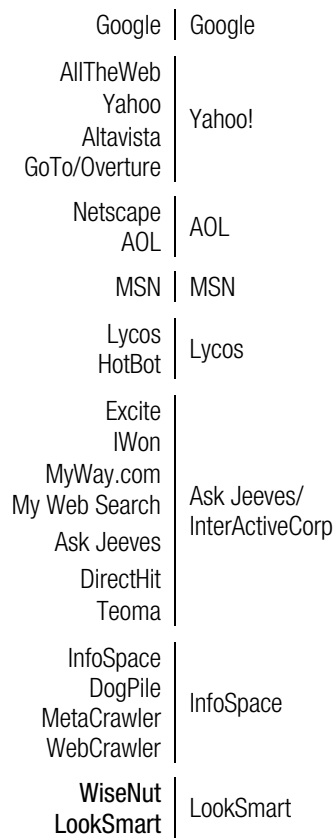 Google Google
AllTheWeb
Yahoo
Altavista
GoTo/Overture
Yahoo!
Netscape
AOL
AOL
MSN MSN
Lycos
HotBot
Lycos
Excite
IWon
MyWay.com
My Web Search
Ask Jeeves
DirectHit
Teoma
Ask Jeeves/
InterActiveCorp
InfoSpace
DogPile
MetaCrawler
WebCrawler
InfoSpace
WiseNut
LookSmart
LookSmart